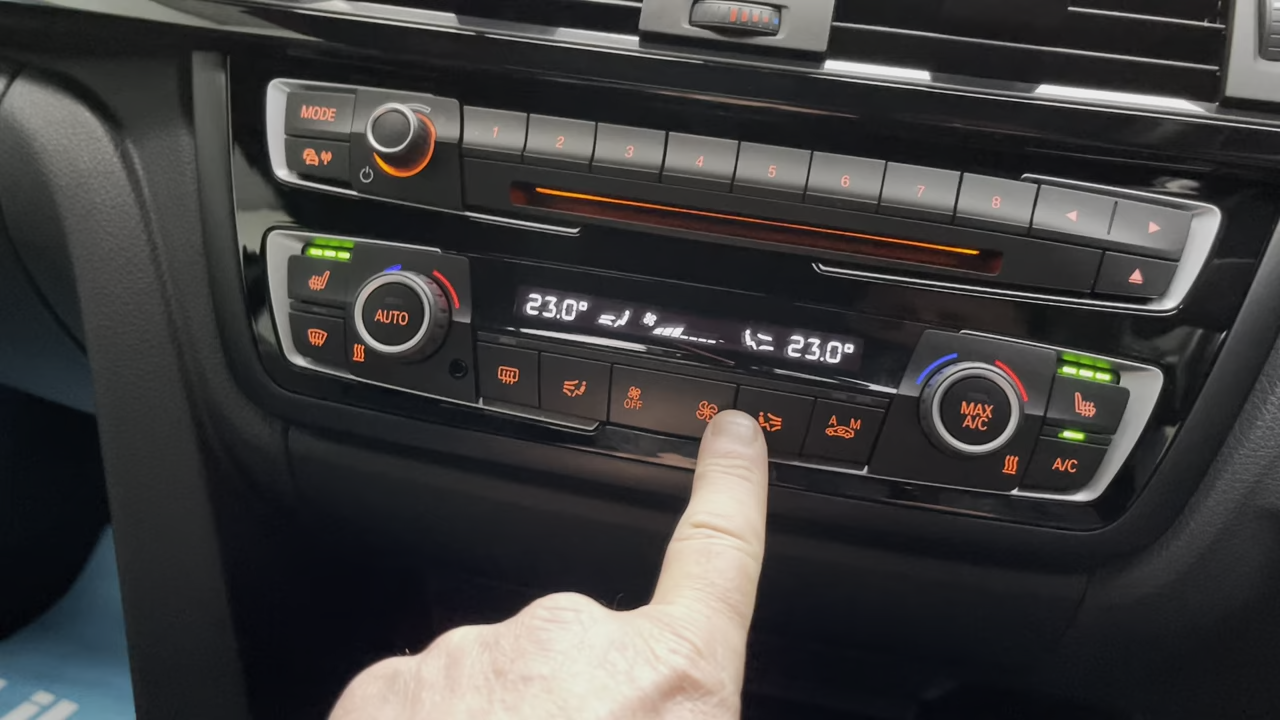 MODE
1 2 3 4 5 6 7 8
AUTO
23.0° 23.0°
OFF
A M
MAX
A/C
A/C